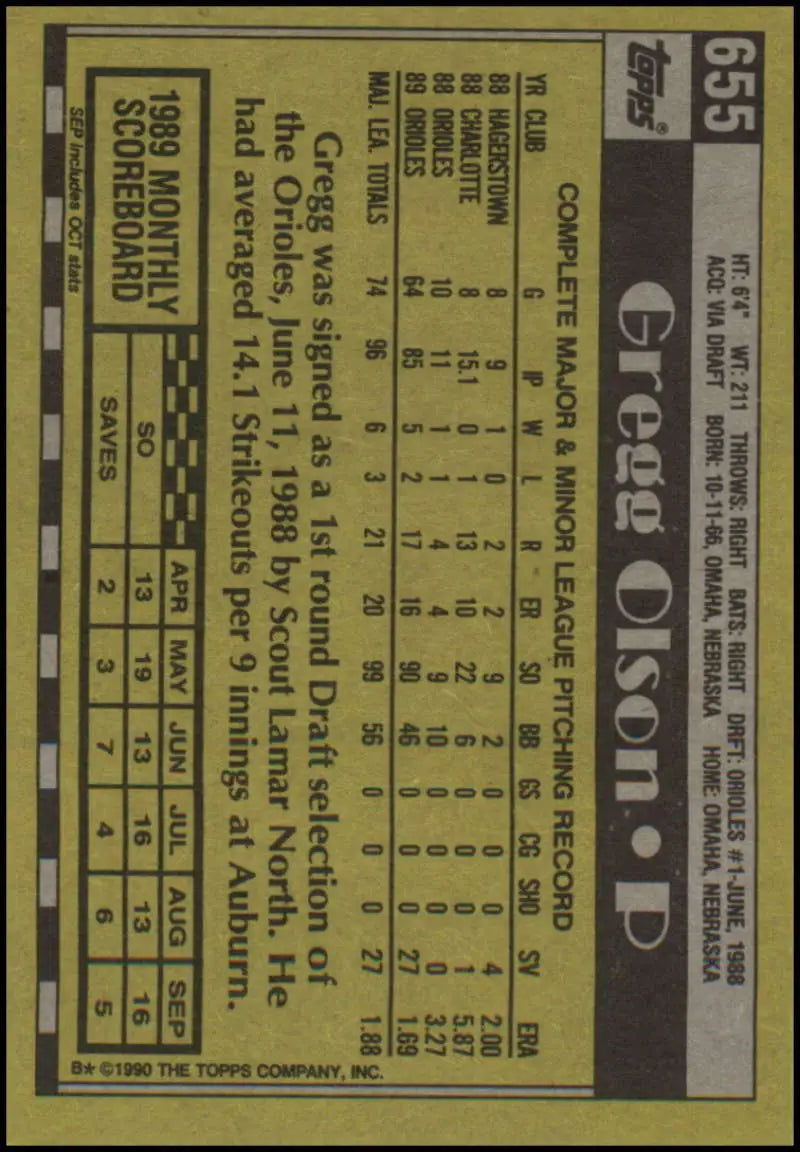 655
HT: 6'4" WT: 211 THROWS: RIGHT BATS: RIGHT DRFT: ORIOLES #1-JUNE, 1988
ACQ: VIA DRAFT BORN: 10-11-66, OMAHA, NEBRASKA HOME: OMAHA, NEBRASKA
topps®
Gregg Olson • P
COMPLETE MAJOR & MINOR LEAGUE PITCHING RECORD
YR CLUB G IP W L R ER SO BB GS CG SHO SV ERA
88 HAGERSTOWN 8 9 1 0 2 2 9 2 0 0 0 4 2.00
88 CHARLOTTE 8 15.1 0 1 13 10 22 6 0 0 0 1 5.87
88 ORIOLES 10 11 1 1 4 4 9 10 0 0 0 0 3.27
89 ORIOLES 64 85 5 2 17 16 90 46 0 0 0 27 1.69
MAJ. LEA. TOTALS 74 96 6 3 21 20 99 56 0 0 0 27 1.88
Gregg was signed as a 1st round Draft selection of
the Orioles, June 11, 1988 by Scout Lamar North. He
had averaged 14.1 Strikeouts per 9 innings at Auburn.
1989 MONTHLY
SCOREBOARD
APR MAY JUN JUL AUG SEP
SO 13 19 13 16 13 16
SAVES 2 3 7 4 6 5
SEP includes OCT stats
B* ©1990 THE TOPPS COMPANY, INC.